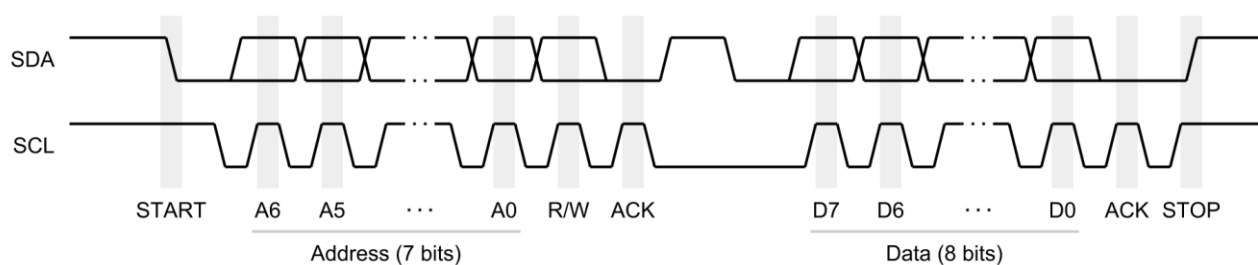 SDA
SCL
START A6 A5 ... A0 R/W ACK D7 D6 ... D0 ACK STOP
Address (7 bits) Data (8 bits)